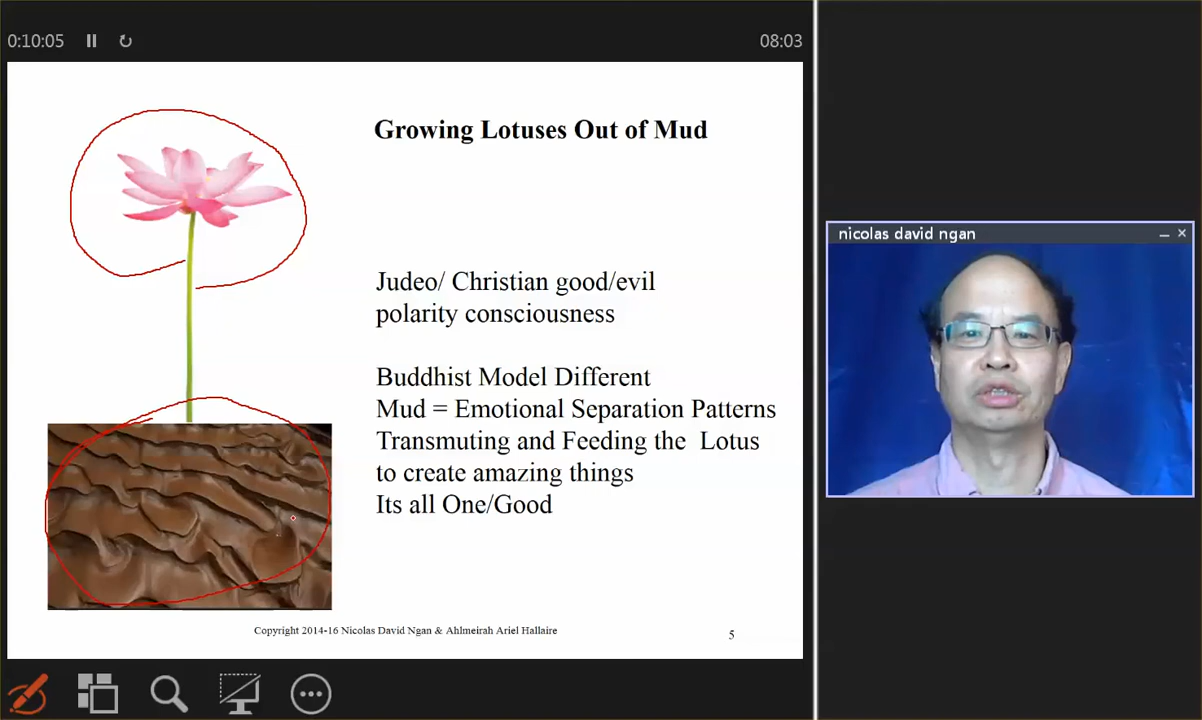 0:10:05
08:03
Growing Lotuses Out of Mud
Judeo/ Christian good/evil
polarity consciousness
Buddhist Model Different
Mud = Emotional Separation Patterns
Transmuting and Feeding the Lotus
to create amazing things
Its all One/Good
Copyright 2014-16 Nicolas David Ngan & Ahlmeirah Ariel Hallaire
5
nicolas david ngan